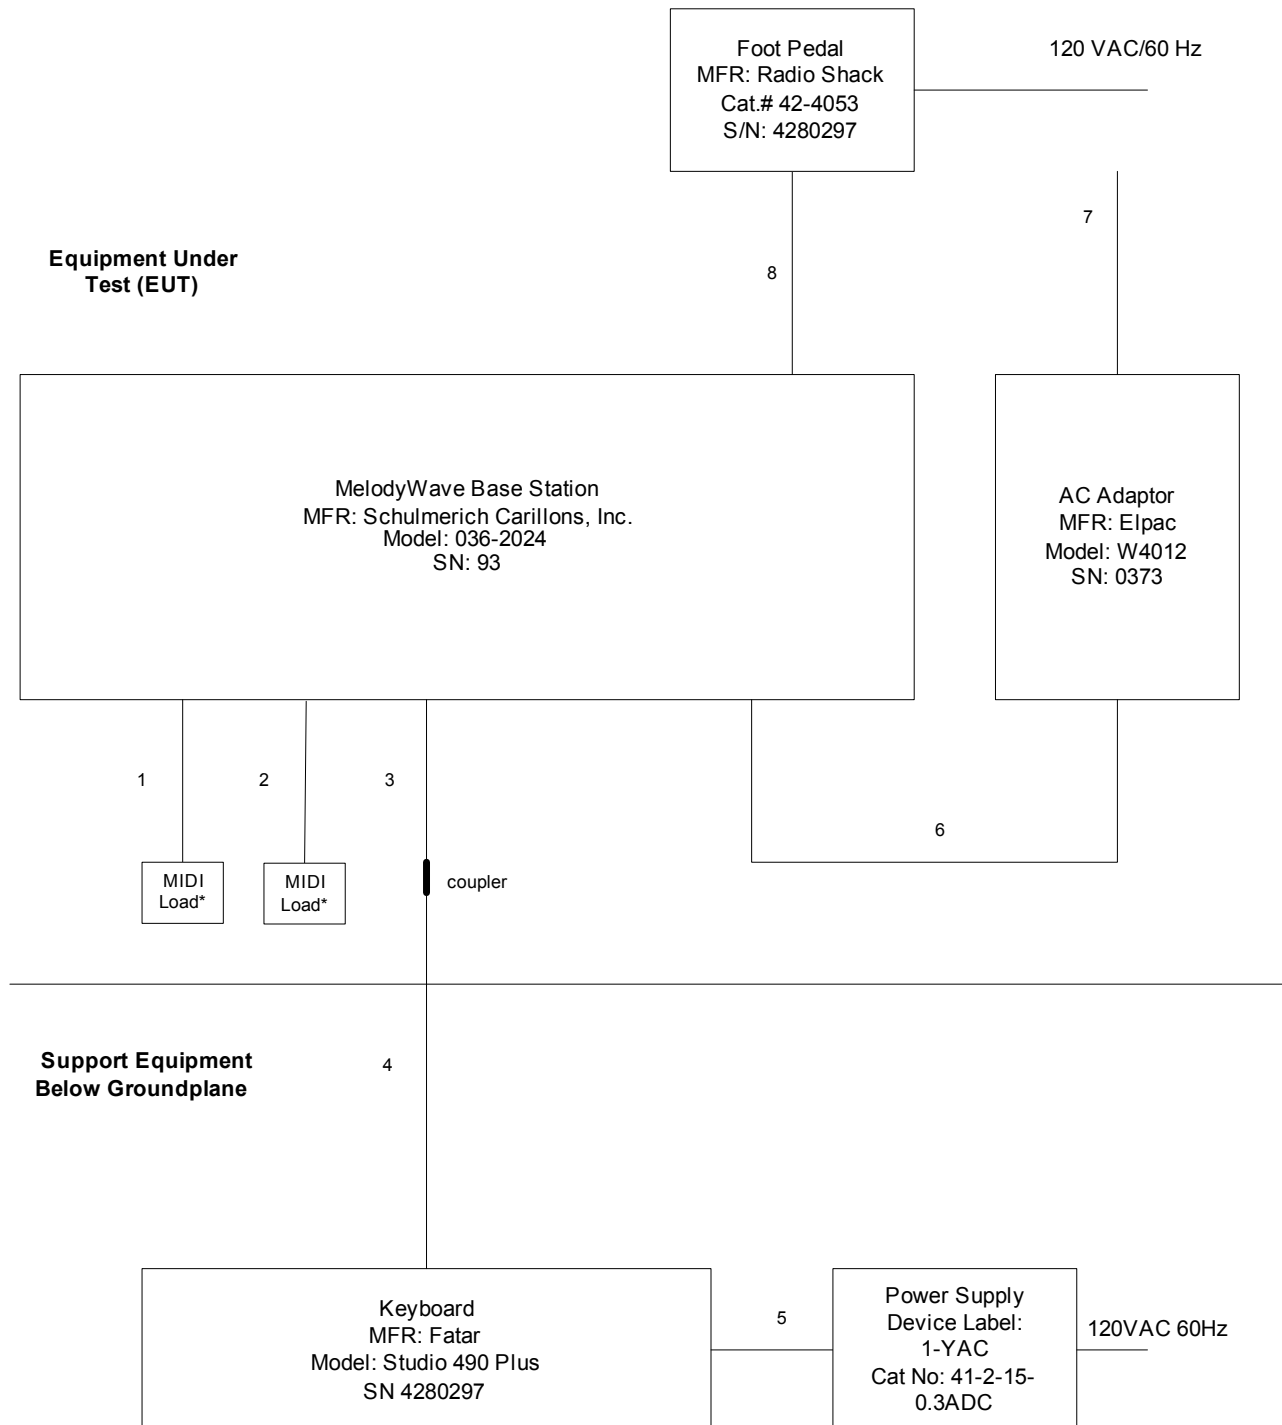 Foot Pedal
MFR: Radio Shack
Cat.# 42-4053
S/N: 4280297
120 VAC/60 Hz
7
Equipment Under
Test (EUT)
8
MelodyWave Base Station
MFR: Schulmerich Carillons, Inc.
Model: 036-2024
SN: 93
AC Adaptor
MFR: Elpac
Model: W4012
SN: 0373
1
2
3
6
MIDI
Load*
MIDI
Load*
coupler
Support Equipment
Below Groundplane
4
Keyboard
MFR: Fatar
Model: Studio 490 Plus
SN 4280297
5
Power Supply
Device Label:
1-YAC
Cat No: 41-2-15-
0.3ADC
120VAC 60Hz